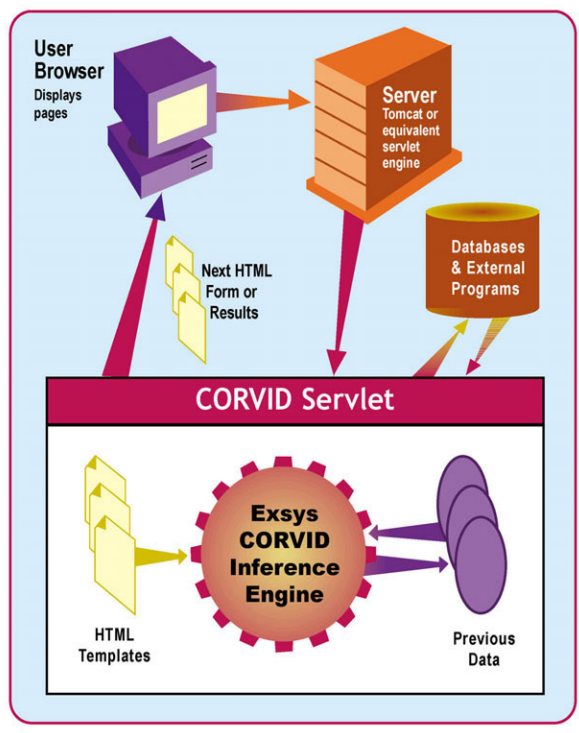 User
Browser
Displays
pages
Server
Tomcat or
equivalent
servlet
engine
Databases
& External
Programs
Next HTML
Form or
Results
CORVID Servlet
Exsys
CORVID
Inference
Engine
HTML
Templates
Previous
Data